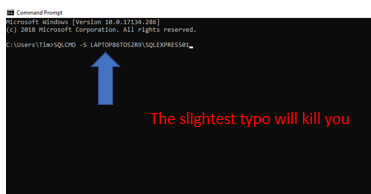 Command Prompt
Microsoft Windows [Version 10.0.17134.286]
(c) 2018 Microsoft Corporation. All rights reserved.
C:\Users\Tim>SQLCMD -S LAPTOP86TO52R9\SQLEXPRESS01
The slightest typo will kill you